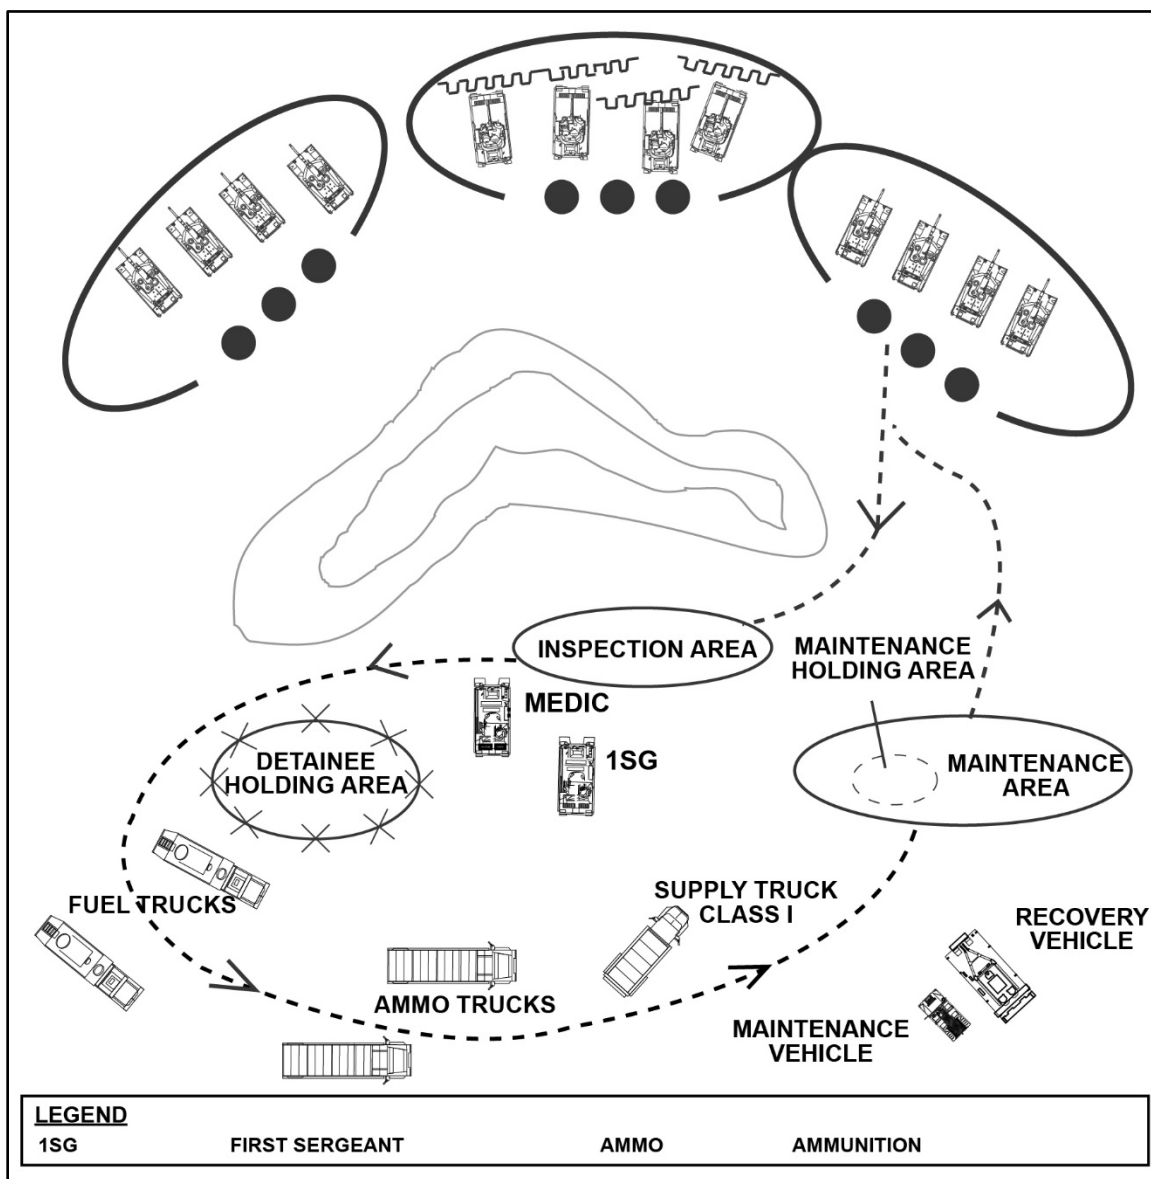 INSPECTION AREA
MAINTENANCE
HOLDING AREA
MEDIC
1SG
DETAINEE
HOLDING AREA
MAINTENANCE
AREA
FUEL TRUCKS
SUPPLY TRUCK
CLASS I
RECOVERY
VEHICLE
AMMO TRUCKS
MAINTENANCE
VEHICLE
LEGEND
1SG FIRST SERGEANT AMMO AMMUNITION